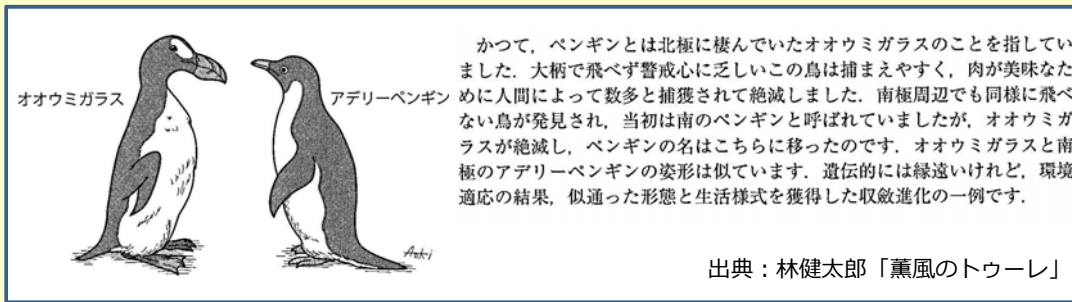 オオウミガラス
アデリーペンギン
かつて，ペンギンとは北極に棲んでいたオオウミガラスのことを指してい
ました．大柄で飛べず警戒心に乏しいこの鳥は捕まえやすく，肉が美味なた
めに人間によって数多と捕獲されて絶滅しました．南極周辺でも同様に飛べ
ない鳥が発見され，当初は南のペンギンと呼ばれていましたが，オオウミガ
ラスが絶滅し，ペンギンの名はこちらに移ったのです．オオウミガラスと南
極のアデリーペンギンの姿形は似ています．遺伝的には縁遠いけれど，環境
適応の結果，似通った形態と生活様式を獲得した収斂進化の一例です．
Aoki
出典：林健太郎「薫風のトゥーレ」